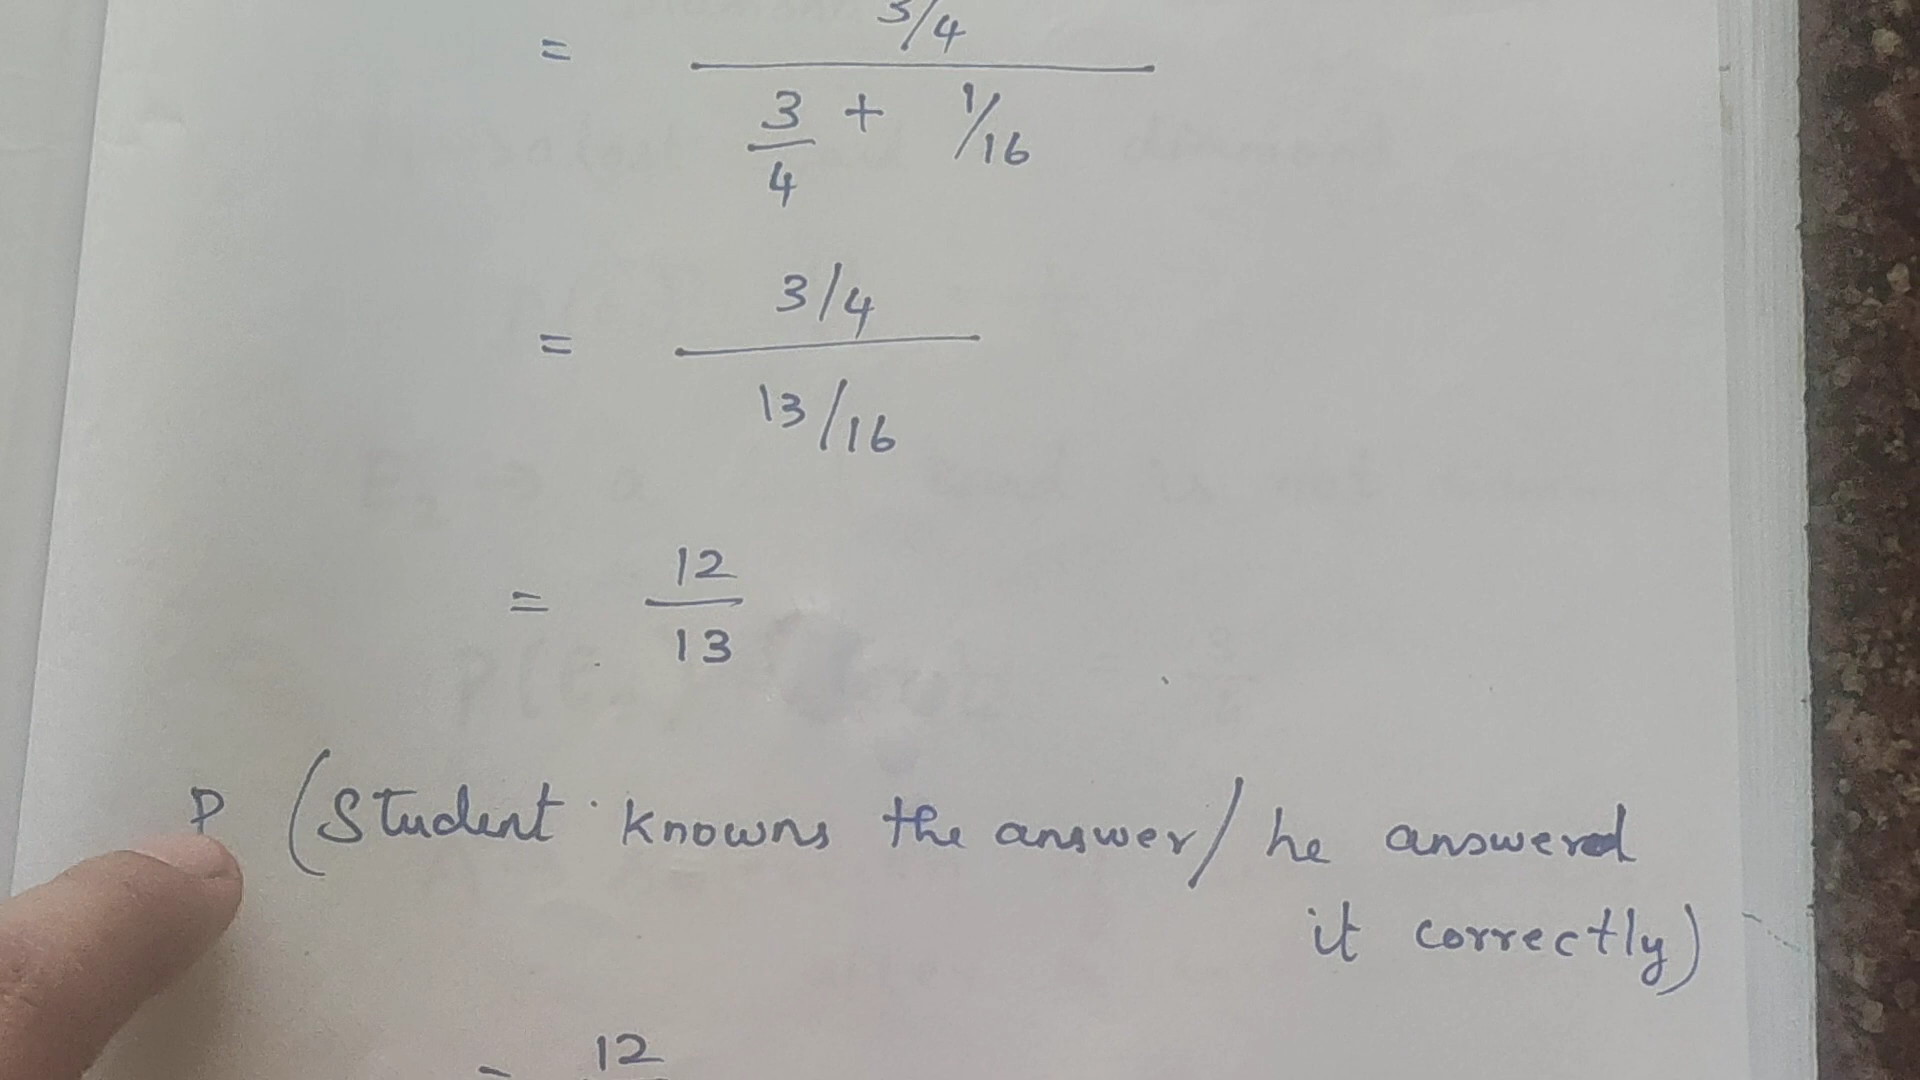 = 3/4
3/4 + 1/16
= 3/4
13/16
= 12
13
P (Student knowns the answer/ he answered
it correctly)
= 12